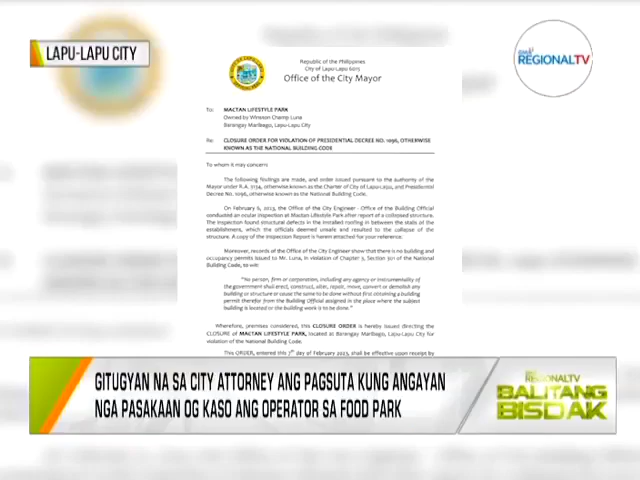 LAPU-LAPU CITY
GMA
REGIONALTV
Republic of the Philippines
City of Lapu-Lapu 6015
Office of the City Mayor
To: MACTAN LIFESTYLE PARK
Owned by Winston Champ Luna
Barangay Maribago, Lapu-Lapu City
Re: CLOSURE ORDER FOR VIOLATION OF PRESIDENTIAL DECREE NO. 1096, OTHERWISE
KNOWN AS THE NATIONAL BUILDING CODE
To whom it may concern:
The following findings are made, and order issued pursuant to the authority of the
Mayor under R.A. 3134, otherwise known as the Charter of City of Lapu-Lapu, and Presidential
Decree No. 1096, otherwise known as the National Building Code.
On February 6, 2023, the Office of the City Engineer - Office of the Building Official
conducted an ocular inspection at Mactan Lifestyle Park after report of a collapsed structure.
The inspection found structural defects in the installed roofing in between the stalls of the
establishment, which the officials deemed unsafe and resulted to the collapse of the
structure. A copy of the Inspection Report is herein attached for your reference.
Moreover, records of the Office of the City Engineer show that there is no building and
occupancy permits issued to Mr. Luna, in violation of Chapter 3, Section 301 of the National
Building Code, to wit:
"No person, firm or corporation, including any agency or instrumentality of
the government shall erect, construct, alter, repair, move, convert or demolish any
building or structure or cause the same to be done without first obtaining a building
permit therefor from the Building Official assigned in the place where the subject
building is located or the building work is to be done."
Wherefore, premises considered, this CLOSURE ORDER is hereby issued directing the
CLOSURE of MACTAN LIFESTYLE PARK, located at Barangay Maribago, Lapu-Lapu City for
violation of the National Building Code.
This ORDER, entered this 7th day of February 2023, shall be effective upon receipt by
GITUGYAN NA SA CITY ATTORNEY ANG PAGSUTA KUNG ANGAYAN
NGA PASAKAAN OG KASO ANG OPERATOR SA FOOD PARK
REGIONALTV
BALITANG
BISDAK